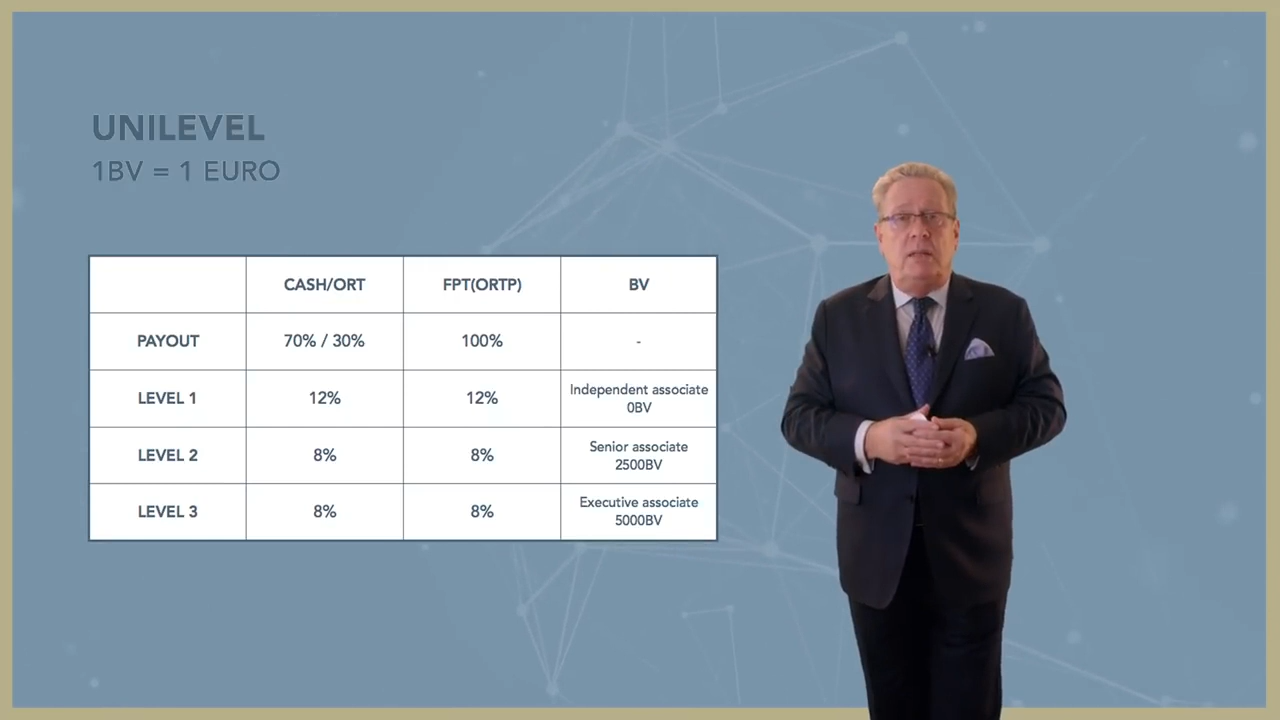 UNILEVEL
1BV = 1 EURO
CASH/ORT FPT(ORTP) BV
PAYOUT 70% / 30% 100% -
LEVEL 1 12% 12% Independent associate
0BV
LEVEL 2 8% 8% Senior associate
2500BV
LEVEL 3 8% 8% Executive associate
5000BV